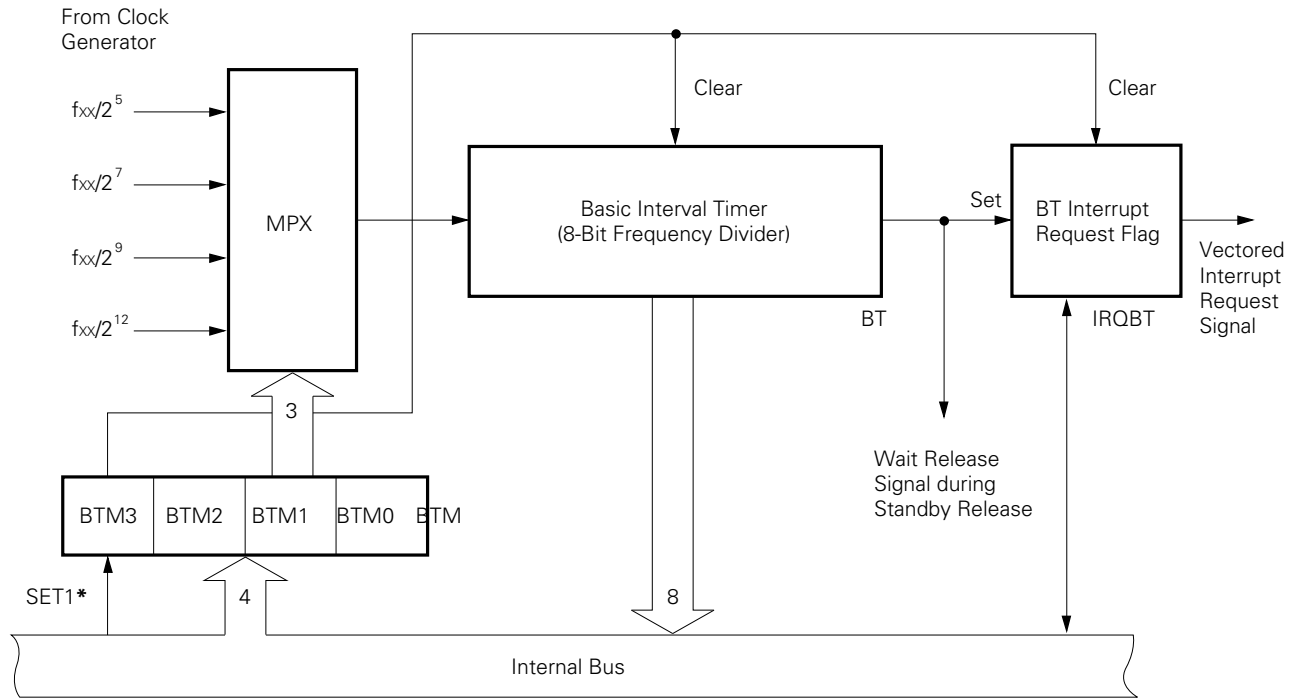 From Clock
Generator
fxx/2^5
fxx/2^7
fxx/2^9
fxx/2^12
MPX
Clear
Clear
Basic Interval Timer
(8-Bit Frequency Divider)
BT
Set
BT Interrupt
Request Flag
IRQBT
Vectored
Interrupt
Request
Signal
3
Wait Release
Signal during
Standby Release
BTM3 BTM2 BTM1 BTM0 BTM
SET1*
4
8
Internal Bus